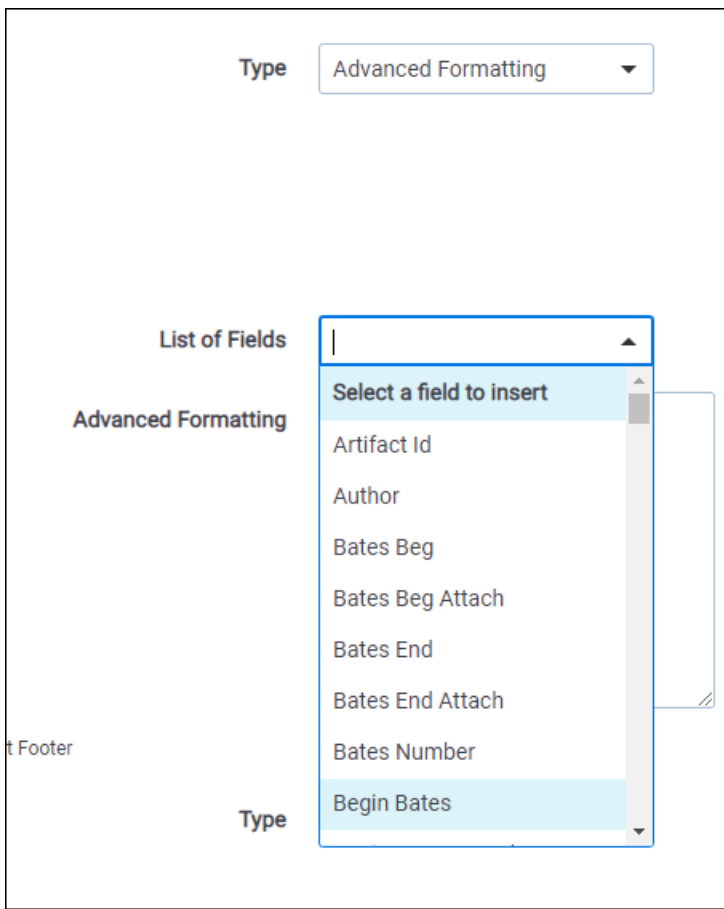 Type
Advanced Formatting
List of Fields
Select a field to insert
Advanced Formatting
Artifact Id
Author
Bates Beg
Bates Beg Attach
Bates End
Bates End Attach
Bates Number
t Footer
Begin Bates
Type